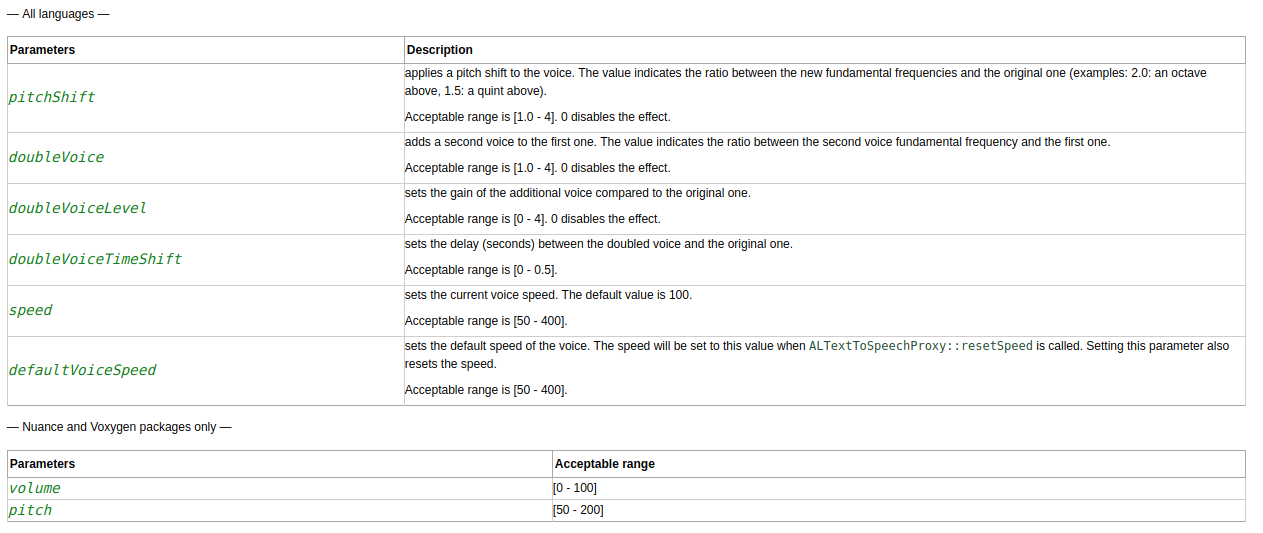 — All languages —
Parameters Description
pitchShift
applies a pitch shift to the voice. The value indicates the ratio between the new fundamental frequencies and the original one (examples: 2.0: an octave
above, 1.5: a quint above).
Acceptable range is [1.0 - 4]. 0 disables the effect.
doubleVoice
adds a second voice to the first one. The value indicates the ratio between the second voice fundamental frequency and the first one.
Acceptable range is [1.0 - 4]. 0 disables the effect.
doubleVoiceLevel
sets the gain of the additional voice compared to the original one.
Acceptable range is [0 - 4]. 0 disables the effect.
doubleVoiceTimeShift
sets the delay (seconds) between the doubled voice and the original one.
Acceptable range is [0 - 0.5].
speed
sets the current voice speed. The default value is 100.
Acceptable range is [50 - 400].
defaultVoiceSpeed
sets the default speed of the voice. The speed will be set to this value when ALTextToSpeechProxy::resetSpeed is called. Setting this parameter also
resets the speed.
Acceptable range is [50 - 400].
— Nuance and Voxygen packages only —
Parameters Acceptable range
volume [0 - 100]
pitch [50 - 200]